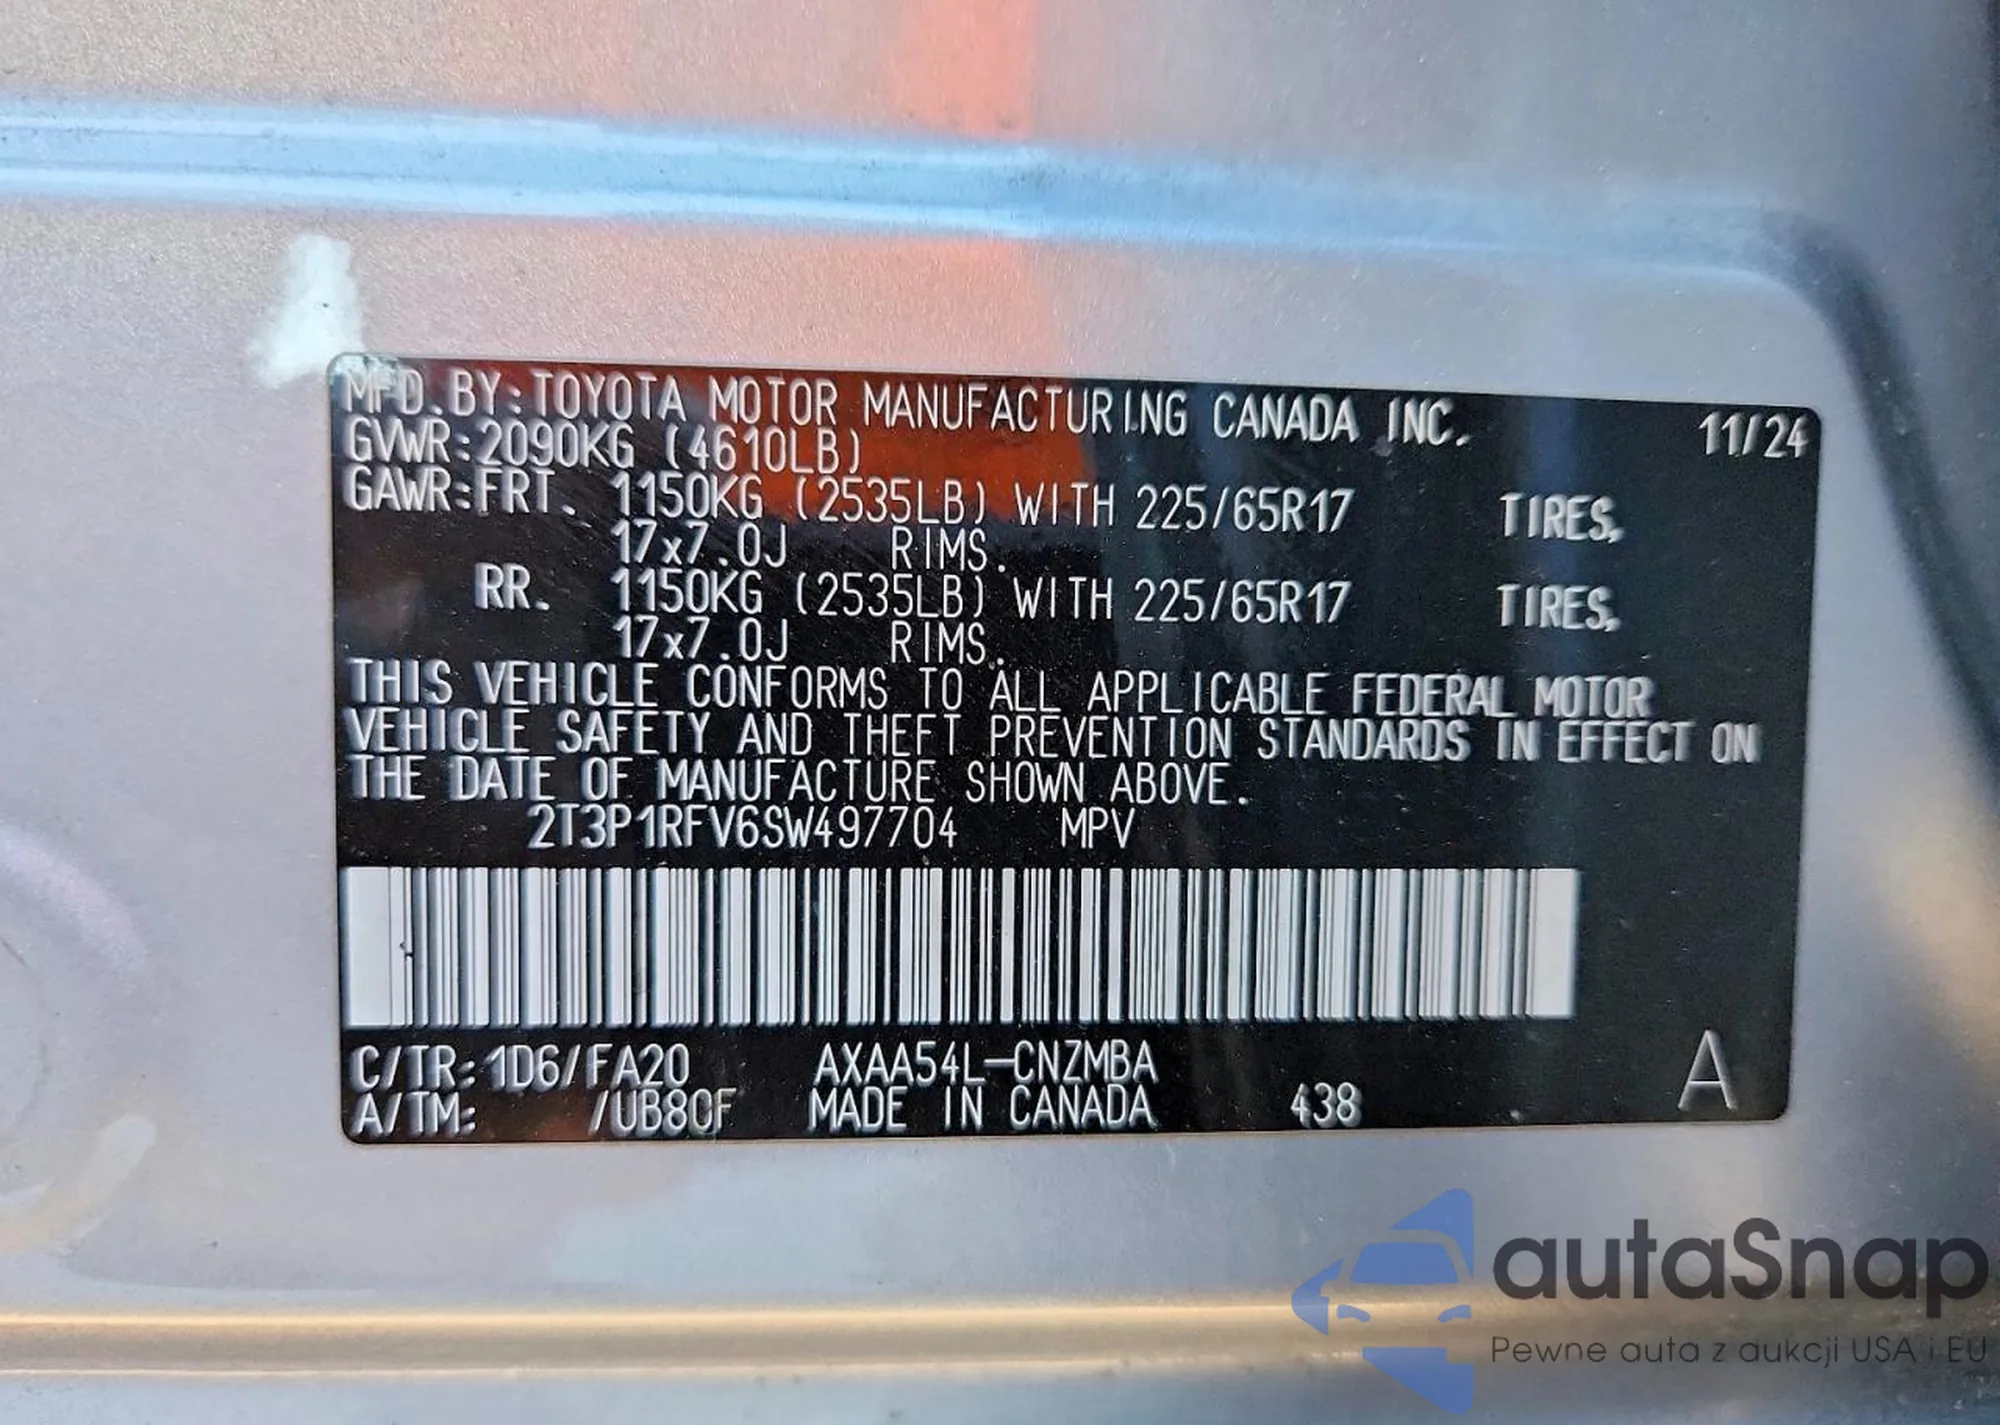 MFD.BY:TOYOTA MOTOR MANUFACTURING CANADA INC. 11/24
GVWR:2090KG (4610LB)
GAWR:FRT. 1150KG (2535LB) WITH 225/65R17 TIRES,
17x7.0J RIMS.
RR. 1150KG (2535LB) WITH 225/65R17 TIRES,
17x7.0J RIMS.
THIS VEHICLE CONFORMS TO ALL APPLICABLE FEDERAL MOTOR
VEHICLE SAFETY AND THEFT PREVENTION STANDARDS IN EFFECT ON
THE DATE OF MANUFACTURE SHOWN ABOVE.
2T3P1RFV6SW497704 MPV
C/TR:1D6/FA20 AXAA54L-CNZMBA A
A/TM: /UB80F MADE IN CANADA 438
autaSnap
Pewne auta z aukcji USA i EU